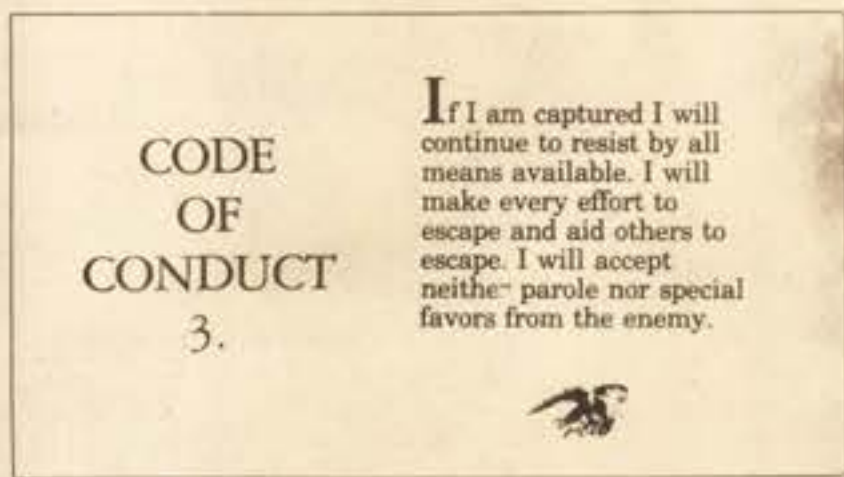 CODE
OF
CONDUCT
3.
If I am captured I will
continue to resist by all
means available. I will
make every effort to
escape and aid others to
escape. I will accept
neither parole nor special
favors from the enemy.